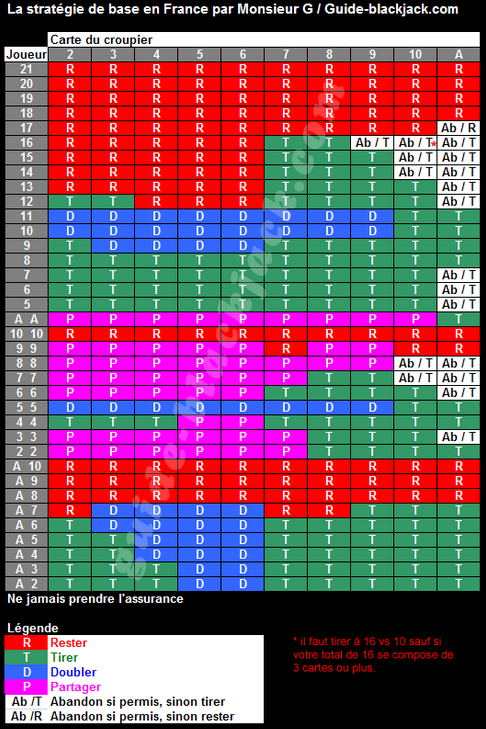 La stratégie de base en France par Monsieur G / Guide-blackjack.com
Carte du croupier
Joueur 2 3 4 5 6 7 8 9 10 A
21 R R R R R R R R R R
20 R R R R R R R R R R
19 R R R R R R R R R R
18 R R R R R R R R R R
17 R R R R R R R R R Ab / R
16 R R R R R T T Ab / T Ab / T* Ab / T
15 R R R R R T T T Ab / T Ab / T
14 R R R R R T T T Ab / T Ab / T
13 R R R R R T T T T Ab / T
12 T T R R R T T T T Ab / T
11 D D D D D D D D T T
10 D D D D D D D D T T
9 T D D D D T T T T T
8 T T T T T T T T T T
7 T T T T T T T T T Ab / T
6 T T T T T T T T T Ab / T
5 T T T T T T T T T Ab / T
A A P P P P P P P P P T
10 10 R R R R R R R R R R
9 9 P P P P P R P P R R
8 8 P P P P P P P P Ab / T Ab / T
7 7 P P P P P P T T Ab / T Ab / T
6 6 P P P P P T T T T Ab / T
5 5 D D D D D D D D T T
4 4 T T T P P T T T T T
3 3 P P P P P P T T T Ab / T
2 2 P P P P P P T T T T
A 10 R R R R R R R R R R
A 9 R R R R R R R R R R
A 8 R R R R R R R R R R
A 7 R D D D D R R T T T
A 6 T D D D D T T T T T
A 5 T T D D D T T T T T
A 4 T T D D D T T T T T
A 3 T T T D D T T T T T
A 2 T T T D D T T T T T
guide-blackjack.com
Ne jamais prendre l'assurance
Légende
R Rester
T Tirer
D Doubler
P Partager
Ab /T Abandon si permis, sinon tirer
Ab /R Abandon si permis, sinon rester
* il faut tirer à 16 vs 10 sauf si
votre total de 16 se compose de
3 cartes ou plus.